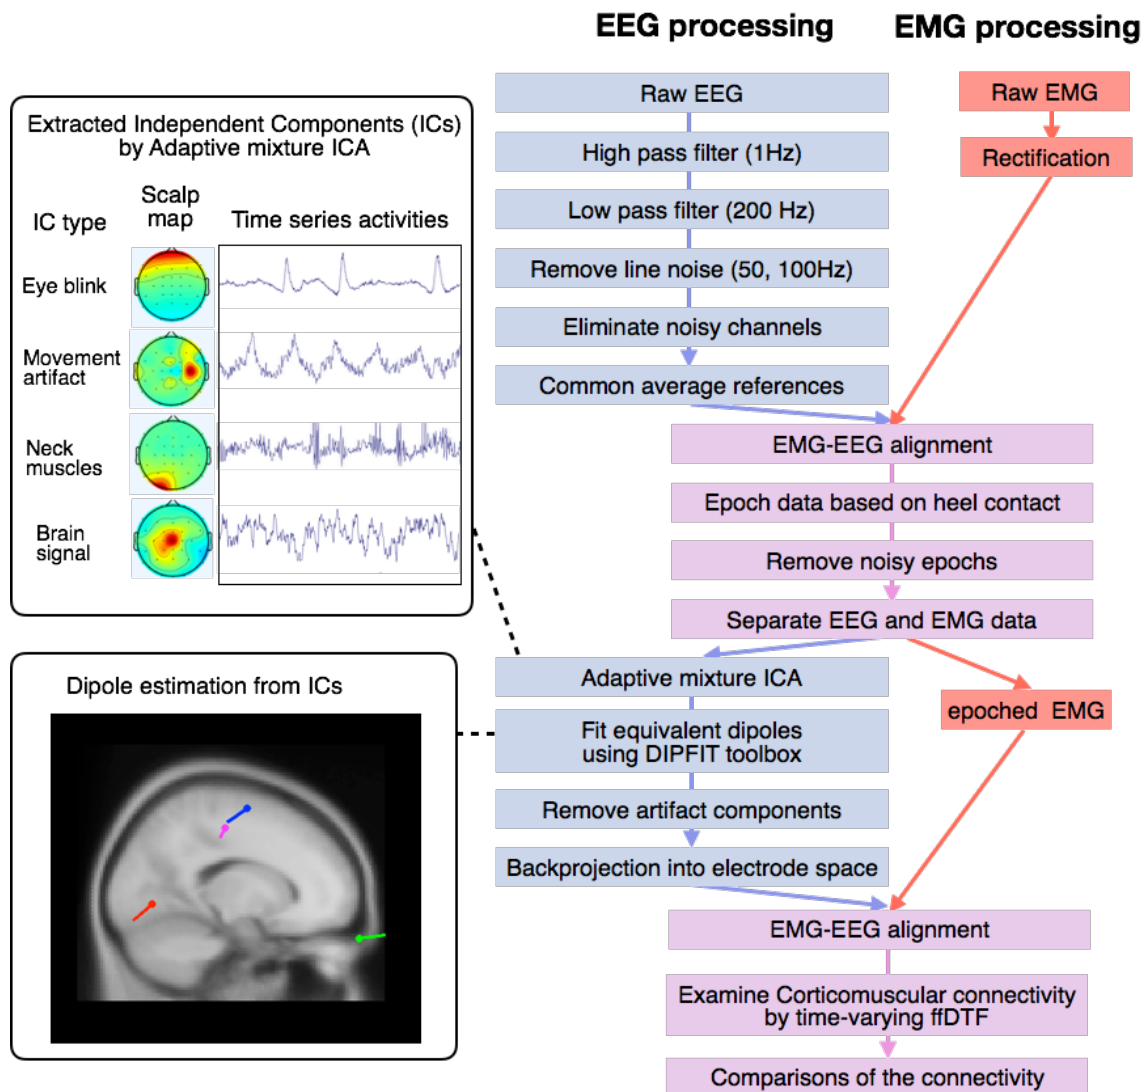 EEG processing
EMG processing
Raw EEG
High pass filter (1Hz)
Low pass filter (200 Hz)
Remove line noise (50, 100Hz)
Eliminate noisy channels
Common average references
Raw EMG
Rectification
EMG-EEG alignment
Epoch data based on heel contact
Remove noisy epochs
Separate EEG and EMG data
Adaptive mixture ICA
Fit equivalent dipoles
using DIPFIT toolbox
Remove artifact components
Backprojection into electrode space
epoched EMG
EMG-EEG alignment
Examine Corticomuscular connectivity
by time-varying ffDTF
Comparisons of the connectivity
Extracted Independent Components (ICs)
by Adaptive mixture ICA
IC type
Scalp
map
Time series activities
Eye blink
Movement
artifact
Neck
muscles
Brain
signal
Dipole estimation from ICs